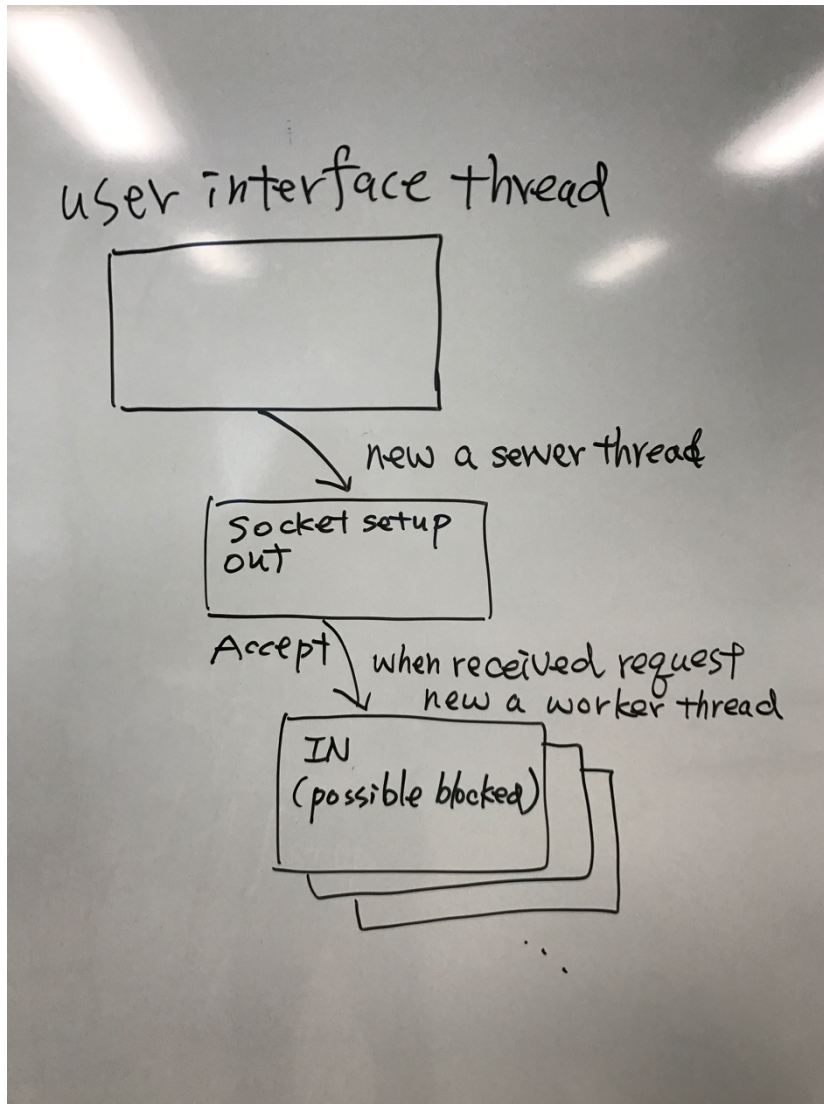 user interface thread
new a server thread
socket setup
out
Accept
when received request
new a worker thread
IN
(possible blocked)